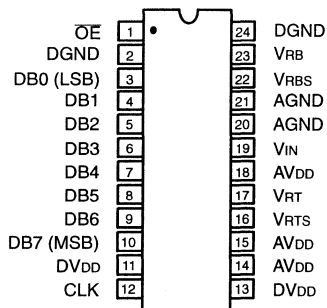 O̅E̅ 1 24 DGND
DGND 2 23 VRB
DB0 (LSB) 3 22 VRBS
DB1 4 21 AGND
DB2 5 20 AGND
DB3 6 19 VIN
DB4 7 18 AVDD
DB5 8 17 VRT
DB6 9 16 VRTS
DB7 (MSB) 10 15 AVDD
DVDD 11 14 AVDD
CLK 12 13 DVDD